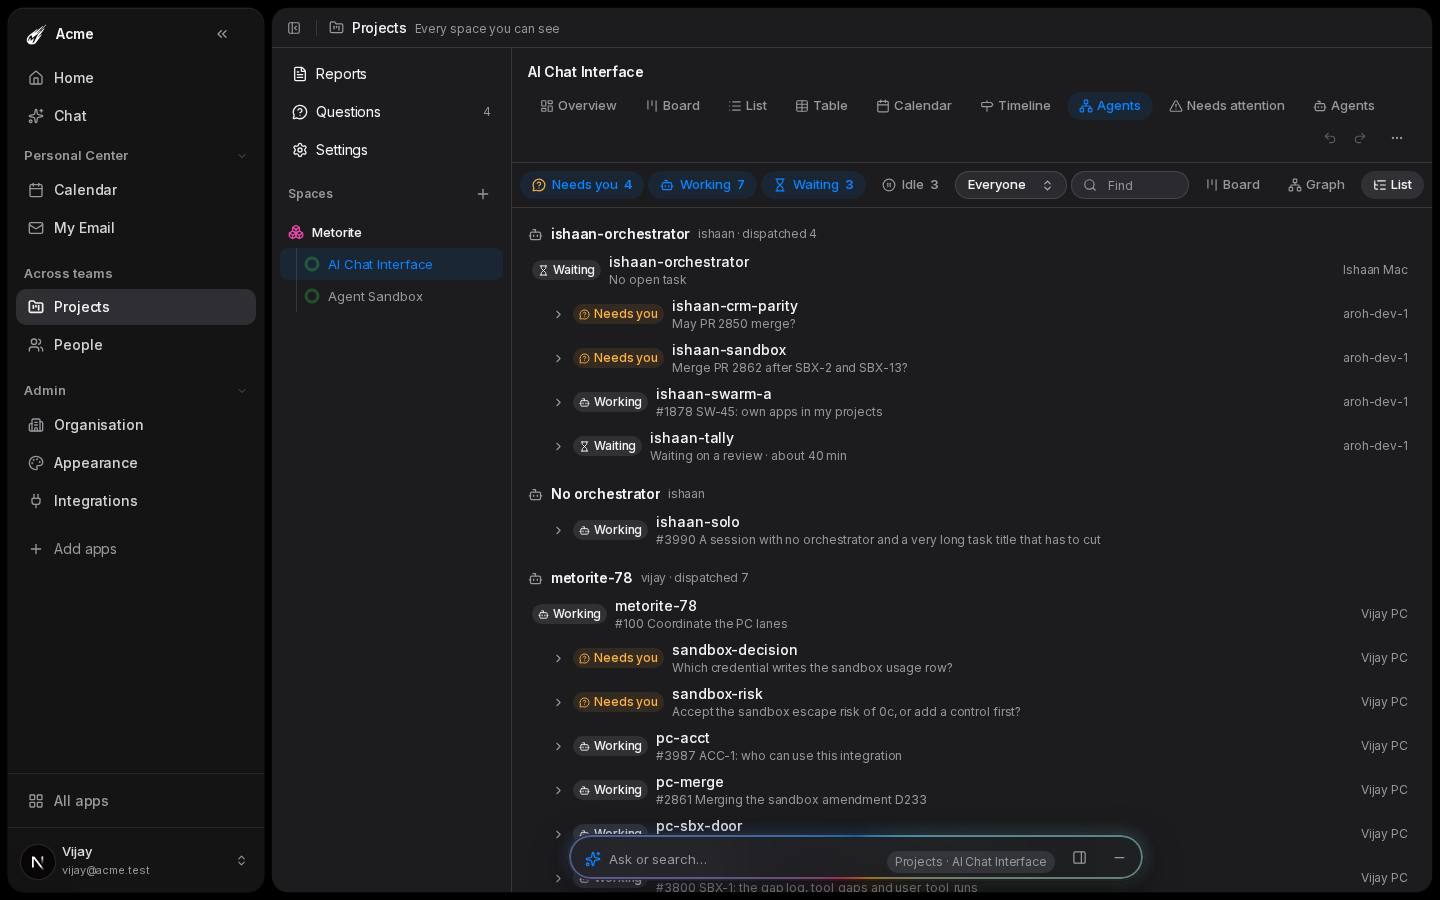 Acme
Home
Chat
Personal Center
Calendar
My Email
Across teams
Projects
People
Admin
Organisation
Appearance
Integrations
Add apps
All apps
N
Vijay
vijay@acme.test
Projects Every space you can see
Reports
Questions 4
Settings
Spaces
Metorite
AI Chat Interface
Agent Sandbox
AI Chat Interface
Overview Board List Table Calendar Timeline Agents Needs attention Agents
Needs you 4 Working 7 Waiting 3 Idle 3 Everyone Find Board Graph List
ishaan-orchestrator ishaan · dispatched 4
Waiting ishaan-orchestrator Ishaan Mac
No open task
Needs you ishaan-crm-parity aroh-dev-1
May PR 2850 merge?
Needs you ishaan-sandbox aroh-dev-1
Merge PR 2862 after SBX-2 and SBX-13?
Working ishaan-swarm-a aroh-dev-1
#1878 SW-45: own apps in my projects
Waiting ishaan-tally aroh-dev-1
Waiting on a review · about 40 min
No orchestrator ishaan
Working ishaan-solo
#3990 A session with no orchestrator and a very long task title that has to cut
metorite-78 vijay · dispatched 7
Working metorite-78 Vijay PC
#100 Coordinate the PC lanes
Needs you sandbox-decision Vijay PC
Which credential writes the sandbox usage row?
Needs you sandbox-risk Vijay PC
Accept the sandbox escape risk of 0c, or add a control first?
Working pc-acct Vijay PC
#3987 ACC-1: who can use this integration
Working pc-merge Vijay PC
#2861 Merging the sandbox amendment D233
Working pc-sbx-door Vijay PC
Ask or search… Projects · AI Chat Interface
Working Vijay PC
#3800 SBX-1: the gap log, tool gaps and user tool runs